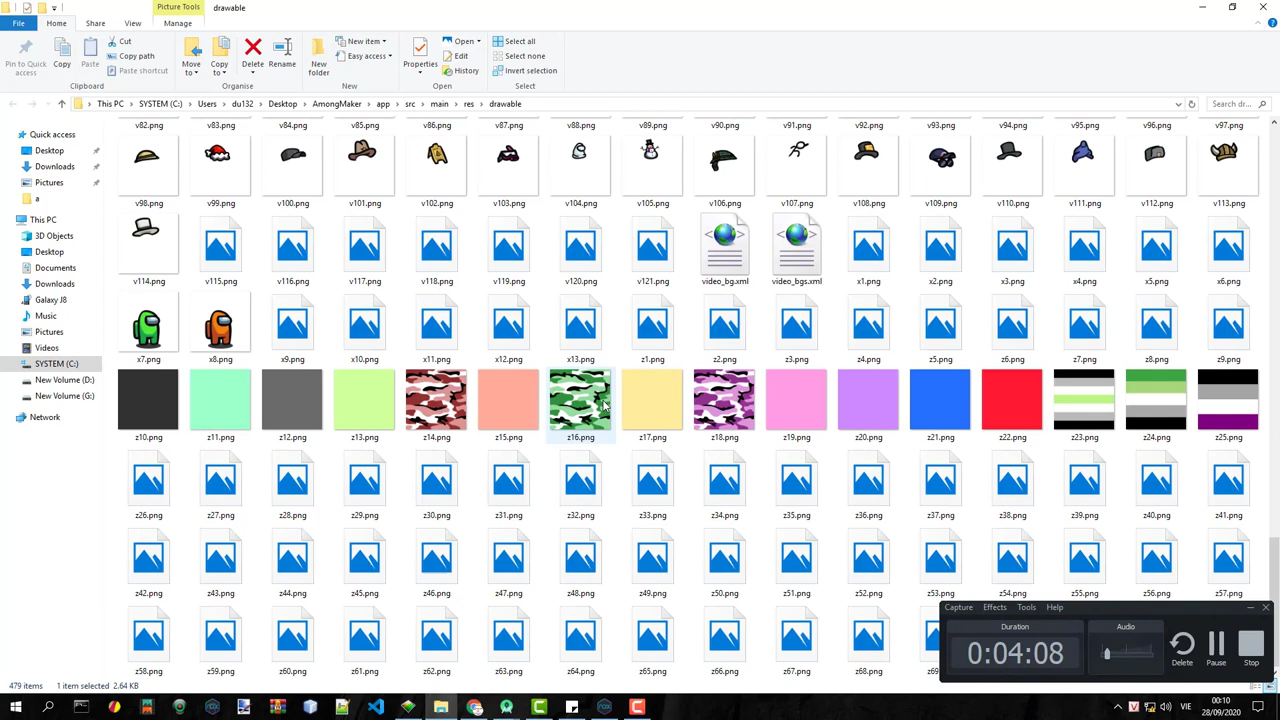 Picture Tools
drawable
File
Home
Share
View
Manage
Pin to Quick access
Copy
Paste
Cut
Copy path
Paste shortcut
Clipboard
Move to
Copy to
Delete
Rename
Organise
New folder
New item
Easy access
New
Properties
Open
Edit
History
Open
Select all
Select none
Invert selection
Select
This PC
SYSTEM (C:)
Users
du132
Desktop
AmongMaker
app
src
main
res
drawable
Search dr...
Quick access
Desktop
Downloads
Pictures
a
This PC
3D Objects
Desktop
Documents
Downloads
Galaxy J8
Music
Pictures
Videos
SYSTEM (C:)
New Volume (D:)
New Volume (G:)
Network
v82.png v83.png v84.png v85.png v86.png v87.png v88.png v89.png v90.png v91.png v92.png v93.png v94.png v95.png v96.png v97.png
v98.png v99.png v100.png v101.png v102.png v103.png v104.png v105.png v106.png v107.png v108.png v109.png v110.png v111.png v112.png v113.png
v114.png v115.png v116.png v117.png v118.png v119.png v120.png v121.png video_bg.xml video_bgs.xml x1.png x2.png x3.png x4.png x5.png x6.png
x7.png x8.png x9.png x10.png x11.png x12.png x13.png z1.png z2.png z3.png z4.png z5.png z6.png z7.png z8.png z9.png
z10.png z11.png z12.png z13.png z14.png z15.png z16.png z17.png z18.png z19.png z20.png z21.png z22.png z23.png z24.png z25.png
z26.png z27.png z28.png z29.png z30.png z31.png z32.png z33.png z34.png z35.png z36.png z37.png z38.png z39.png z40.png z41.png
z42.png z43.png z44.png z45.png z46.png z47.png z48.png z49.png z50.png z51.png z52.png z53.png z54.png z55.png z56.png z57.png
z58.png z59.png z60.png z61.png z62.png z63.png z64.png z65.png z66.png z67.png z68.png
Capture Effects Tools Help
Duration
Audio
0:04:08
Delete
Pause
Stop
479 items
1 item selected 2.64 KB
VIE
00:10
28/09/2020